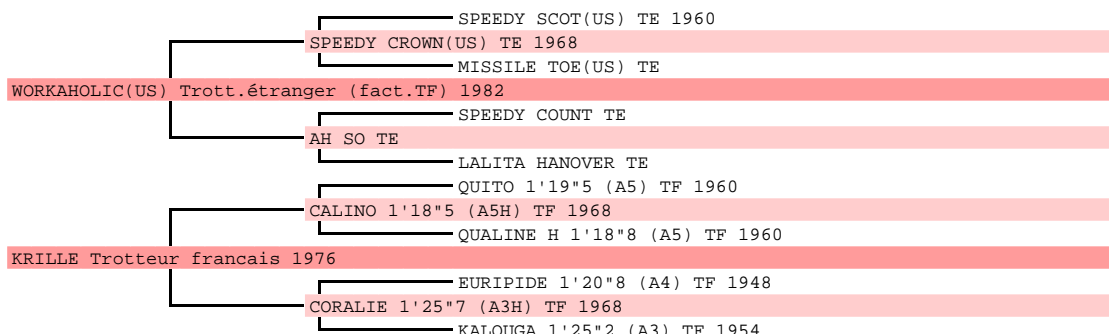 SPEEDY SCOT(US) TE 1960
SPEEDY CROWN(US) TE 1968
MISSILE TOE(US) TE
WORKAHOLIC(US) Trott.étranger (fact.TF) 1982
SPEEDY COUNT TE
AH SO TE
LALITA HANOVER TE
QUITO 1'19"5 (A5) TF 1960
CALINO 1'18"5 (A5H) TF 1968
QUALINE H 1'18"8 (A5) TF 1960
KRILLE Trotteur francais 1976
EURIPIDE 1'20"8 (A4) TF 1948
CORALIE 1'25"7 (A3H) TF 1968
KALOUGA 1'25"2 (A3) TF 1954